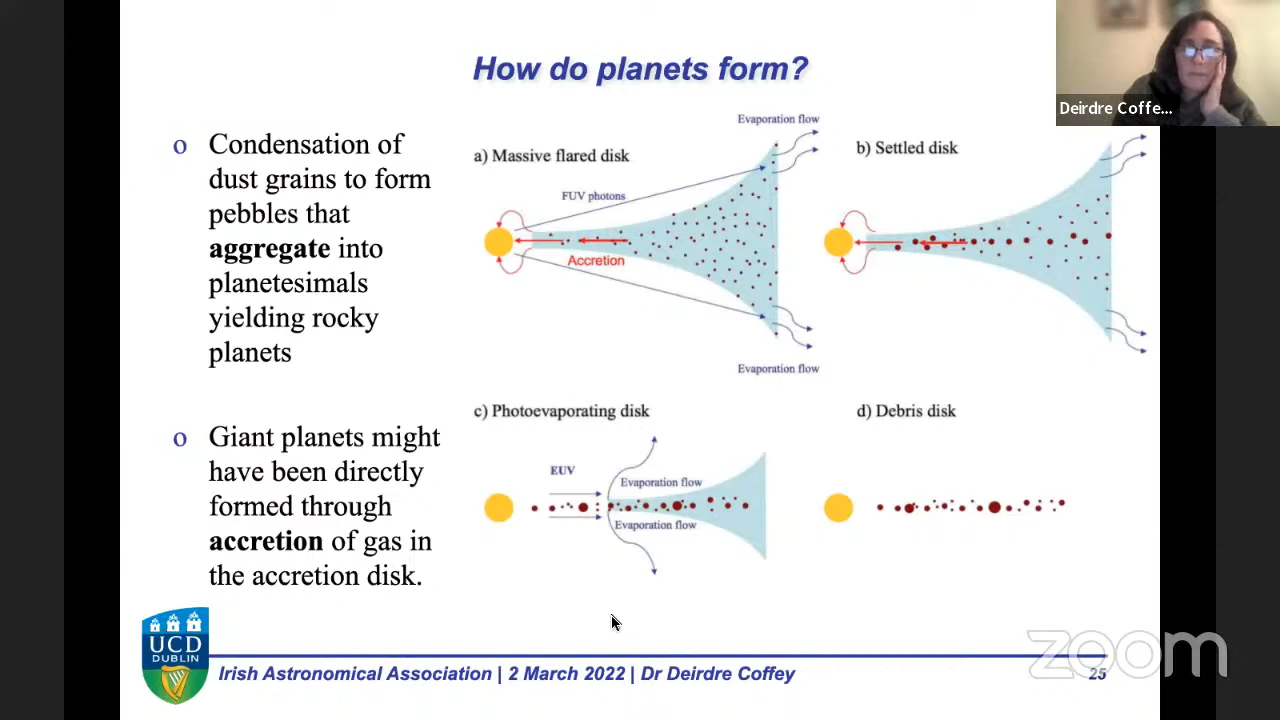 How do planets form?
Deirdre Coffe...
o Condensation of
dust grains to form
pebbles that
aggregate into
planetesimals
yielding rocky
planets
o Giant planets might
have been directly
formed through
accretion of gas in
the accretion disk.
Evaporation flow
a) Massive flared disk
FUV photons
Accretion
Evaporation flow
b) Settled disk
c) Photoevaporating disk
EUV
Evaporation flow
Evaporation flow
d) Debris disk
UCD
DUBLIN
Irish Astronomical Association | 2 March 2022 | Dr Deirdre Coffey
25
zoom